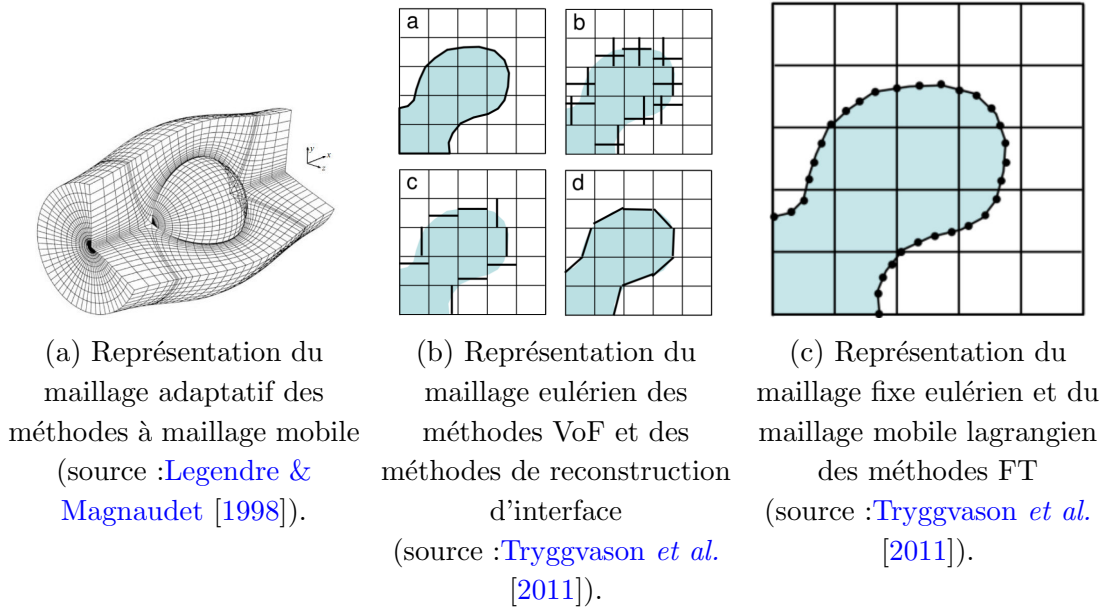 a
b
c
d
y
x
z
(a) Représentation du
maillage adaptatif des
méthodes à maillage mobile
(source :Legendre &
Magnaudet [1998]).
(b) Représentation du
maillage eulérien des
méthodes VoF et des
méthodes de reconstruction
d'interface
(source :Tryggvason et al.
[2011]).
(c) Représentation du
maillage fixe eulérien et du
maillage mobile lagrangien
des méthodes FT
(source :Tryggvason et al.
[2011]).